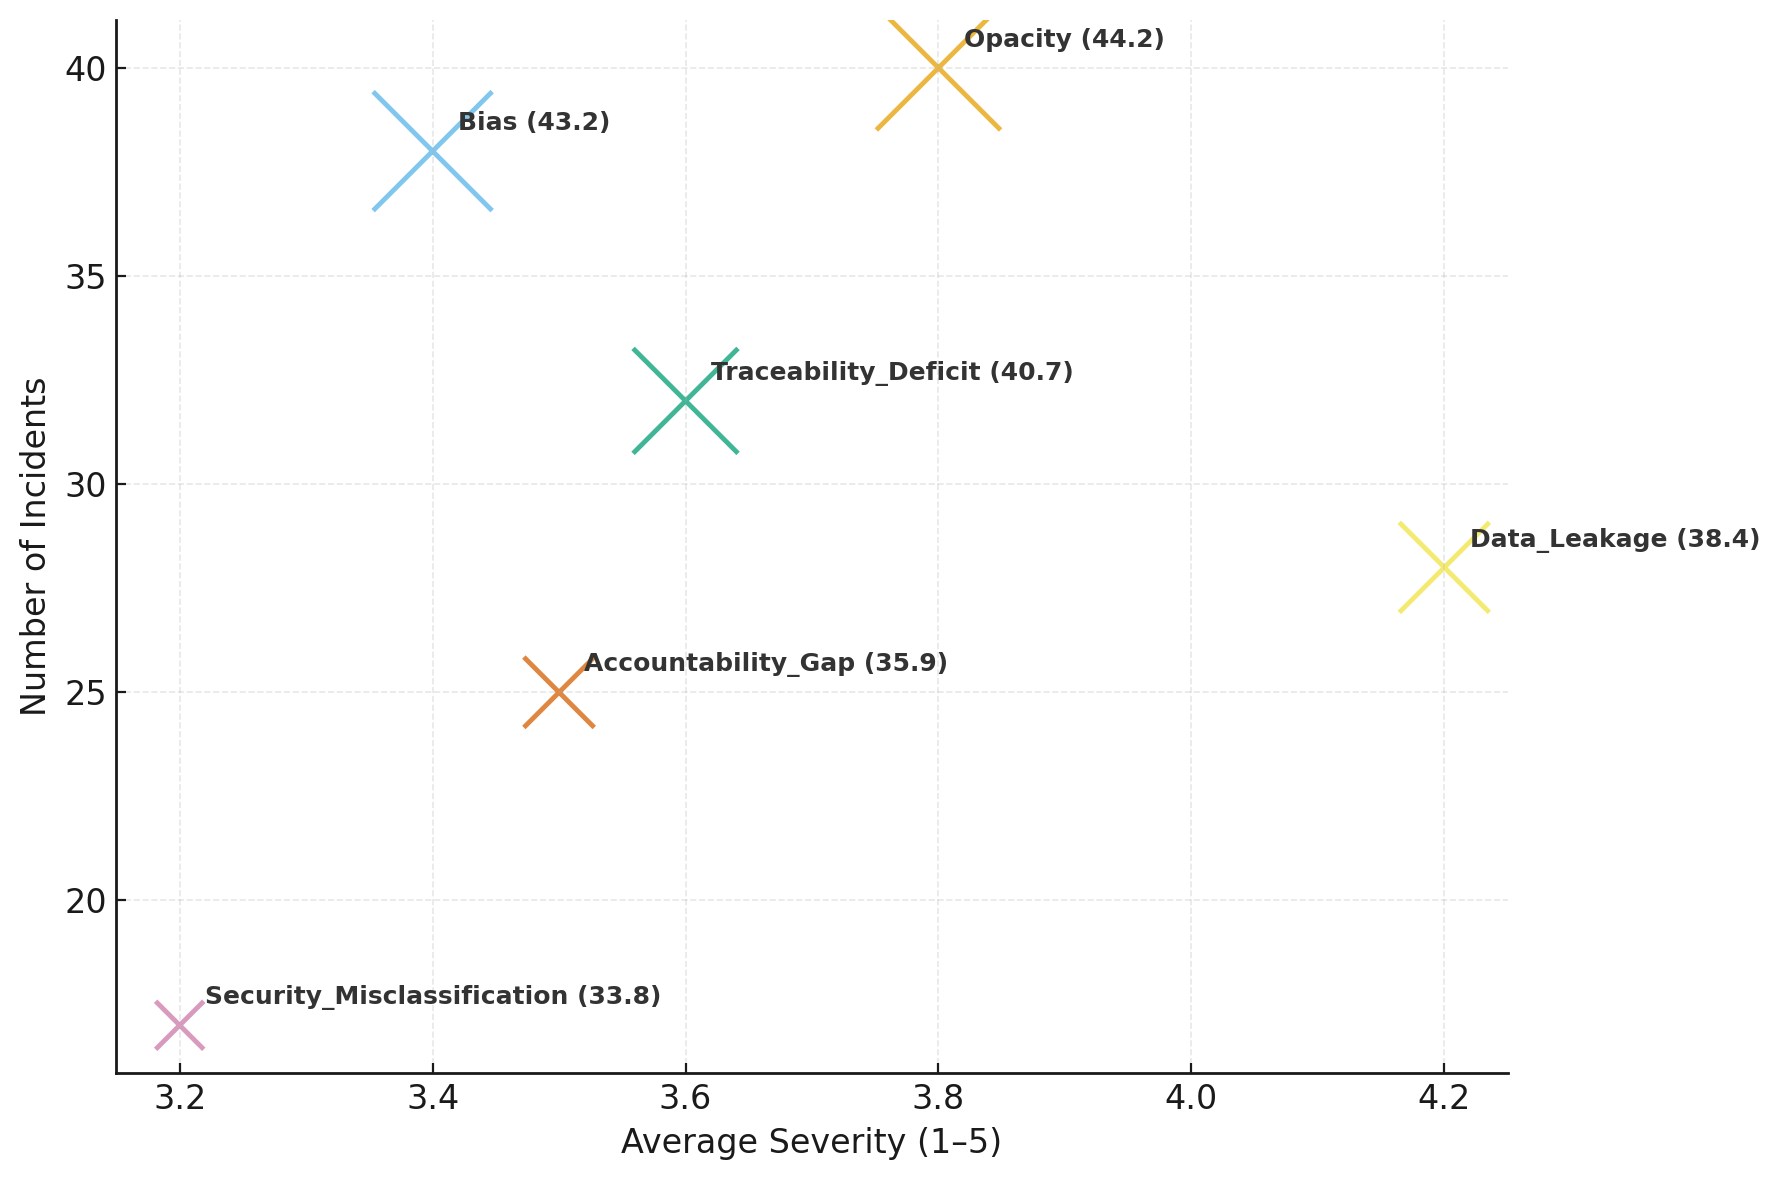 Opacity (44.2)
40
Bias (43.2)
35
Traceability_Deficit (40.7)
30
Data_Leakage (38.4)
Accountability_Gap (35.9)
25
20
Security_Misclassification (33.8)
Number of Incidents
3.2 3.4 3.6 3.8 4.0 4.2
Average Severity (1–5)